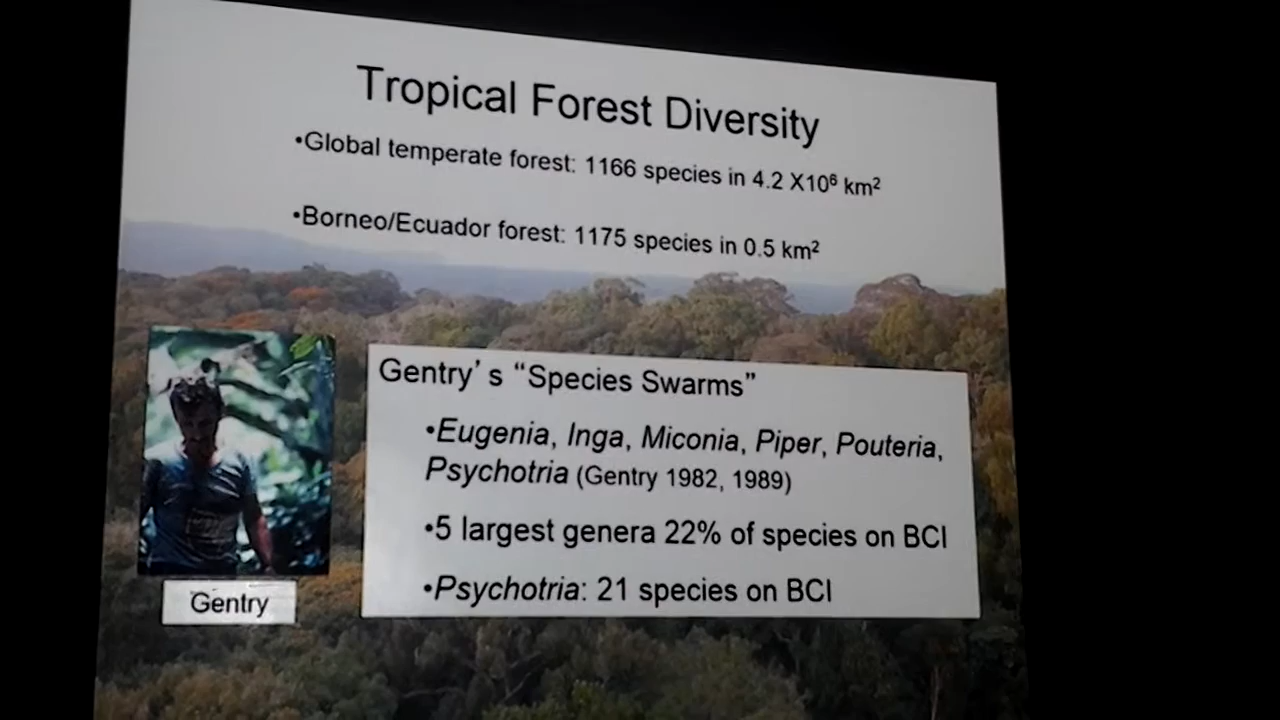 Tropical Forest Diversity
•Global temperate forest: 1166 species in 4.2 X10⁶ km²
•Borneo/Ecuador forest: 1175 species in 0.5 km²
Gentry’s “Species Swarms”
•Eugenia, Inga, Miconia, Piper, Pouteria,
Psychotria (Gentry 1982, 1989)
•5 largest genera 22% of species on BCI
•Psychotria: 21 species on BCI
Gentry